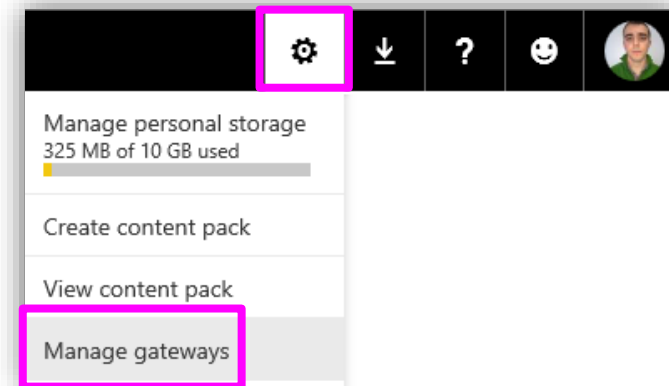 ?
Manage personal storage
325 MB of 10 GB used
Create content pack
View content pack
Manage gateways